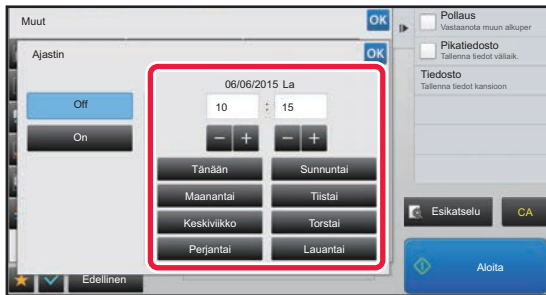 Muut
OK
Ajastin
OK
Off
On
06/06/2015 La
10 : 15
Tänään
Sunnuntai
Maanantai
Tiistai
Keskiviikko
Torstai
Perjantai
Lauantai
Edellinen
Pollaus
Vastaanota muun alkuper
Pikatiedosto
Tallenna tiedot väliaik.
Tiedosto
Tallenna tiedot kansioon
Esikatselu
CA
Aloita